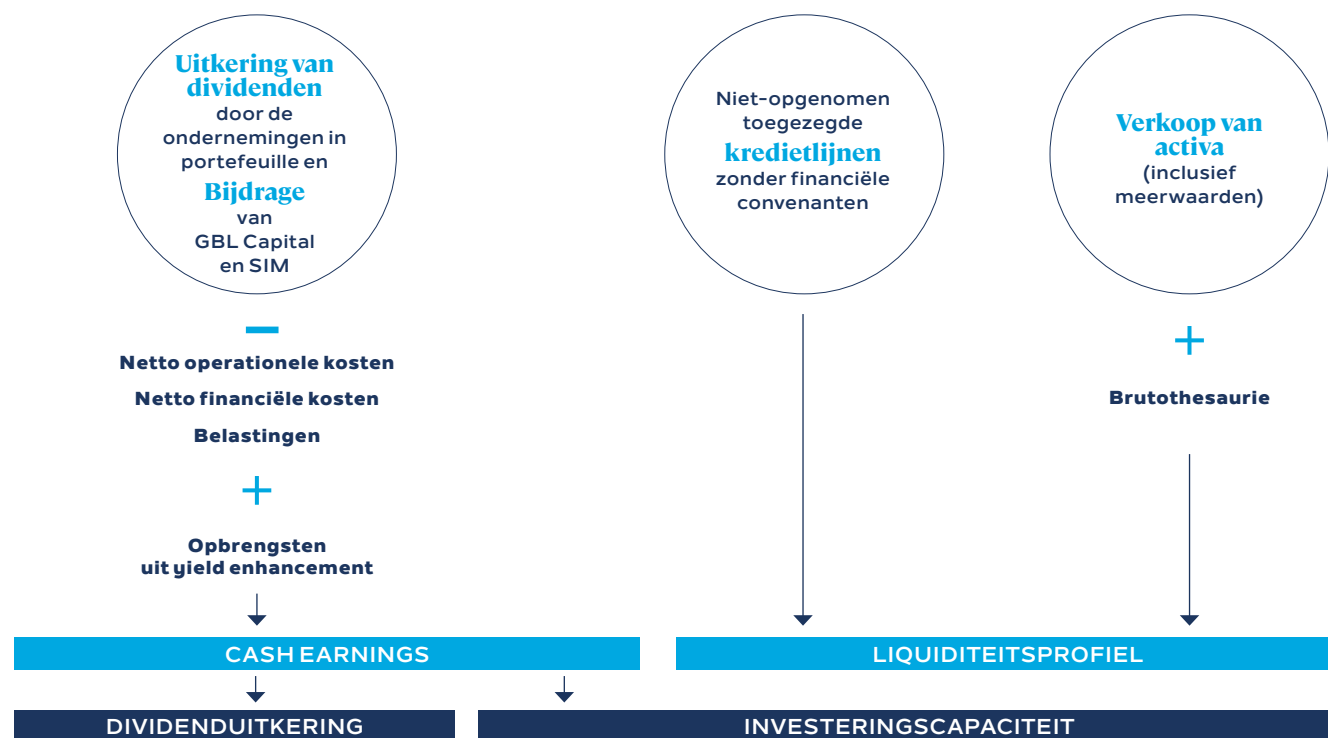 Uitkering van
dividenden
door de
ondernemingen in
portefeuille en
Bijdrage
van
GBL Capital
en SIM
−
Netto operationele kosten
Netto financiële kosten
Belastingen
+
Opbrengsten
uit yield enhancement
CASH EARNINGS
Niet-opgenomen
toegezegde
kredietlijnen
zonder financiële
convenanten
Verkoop van
activa
(inclusief
meerwaarden)
+
Brutothesaurie
LIQUIDITEITSPROFIEL
DIVIDENDUITKERING
INVESTERINGSCAPACITEIT